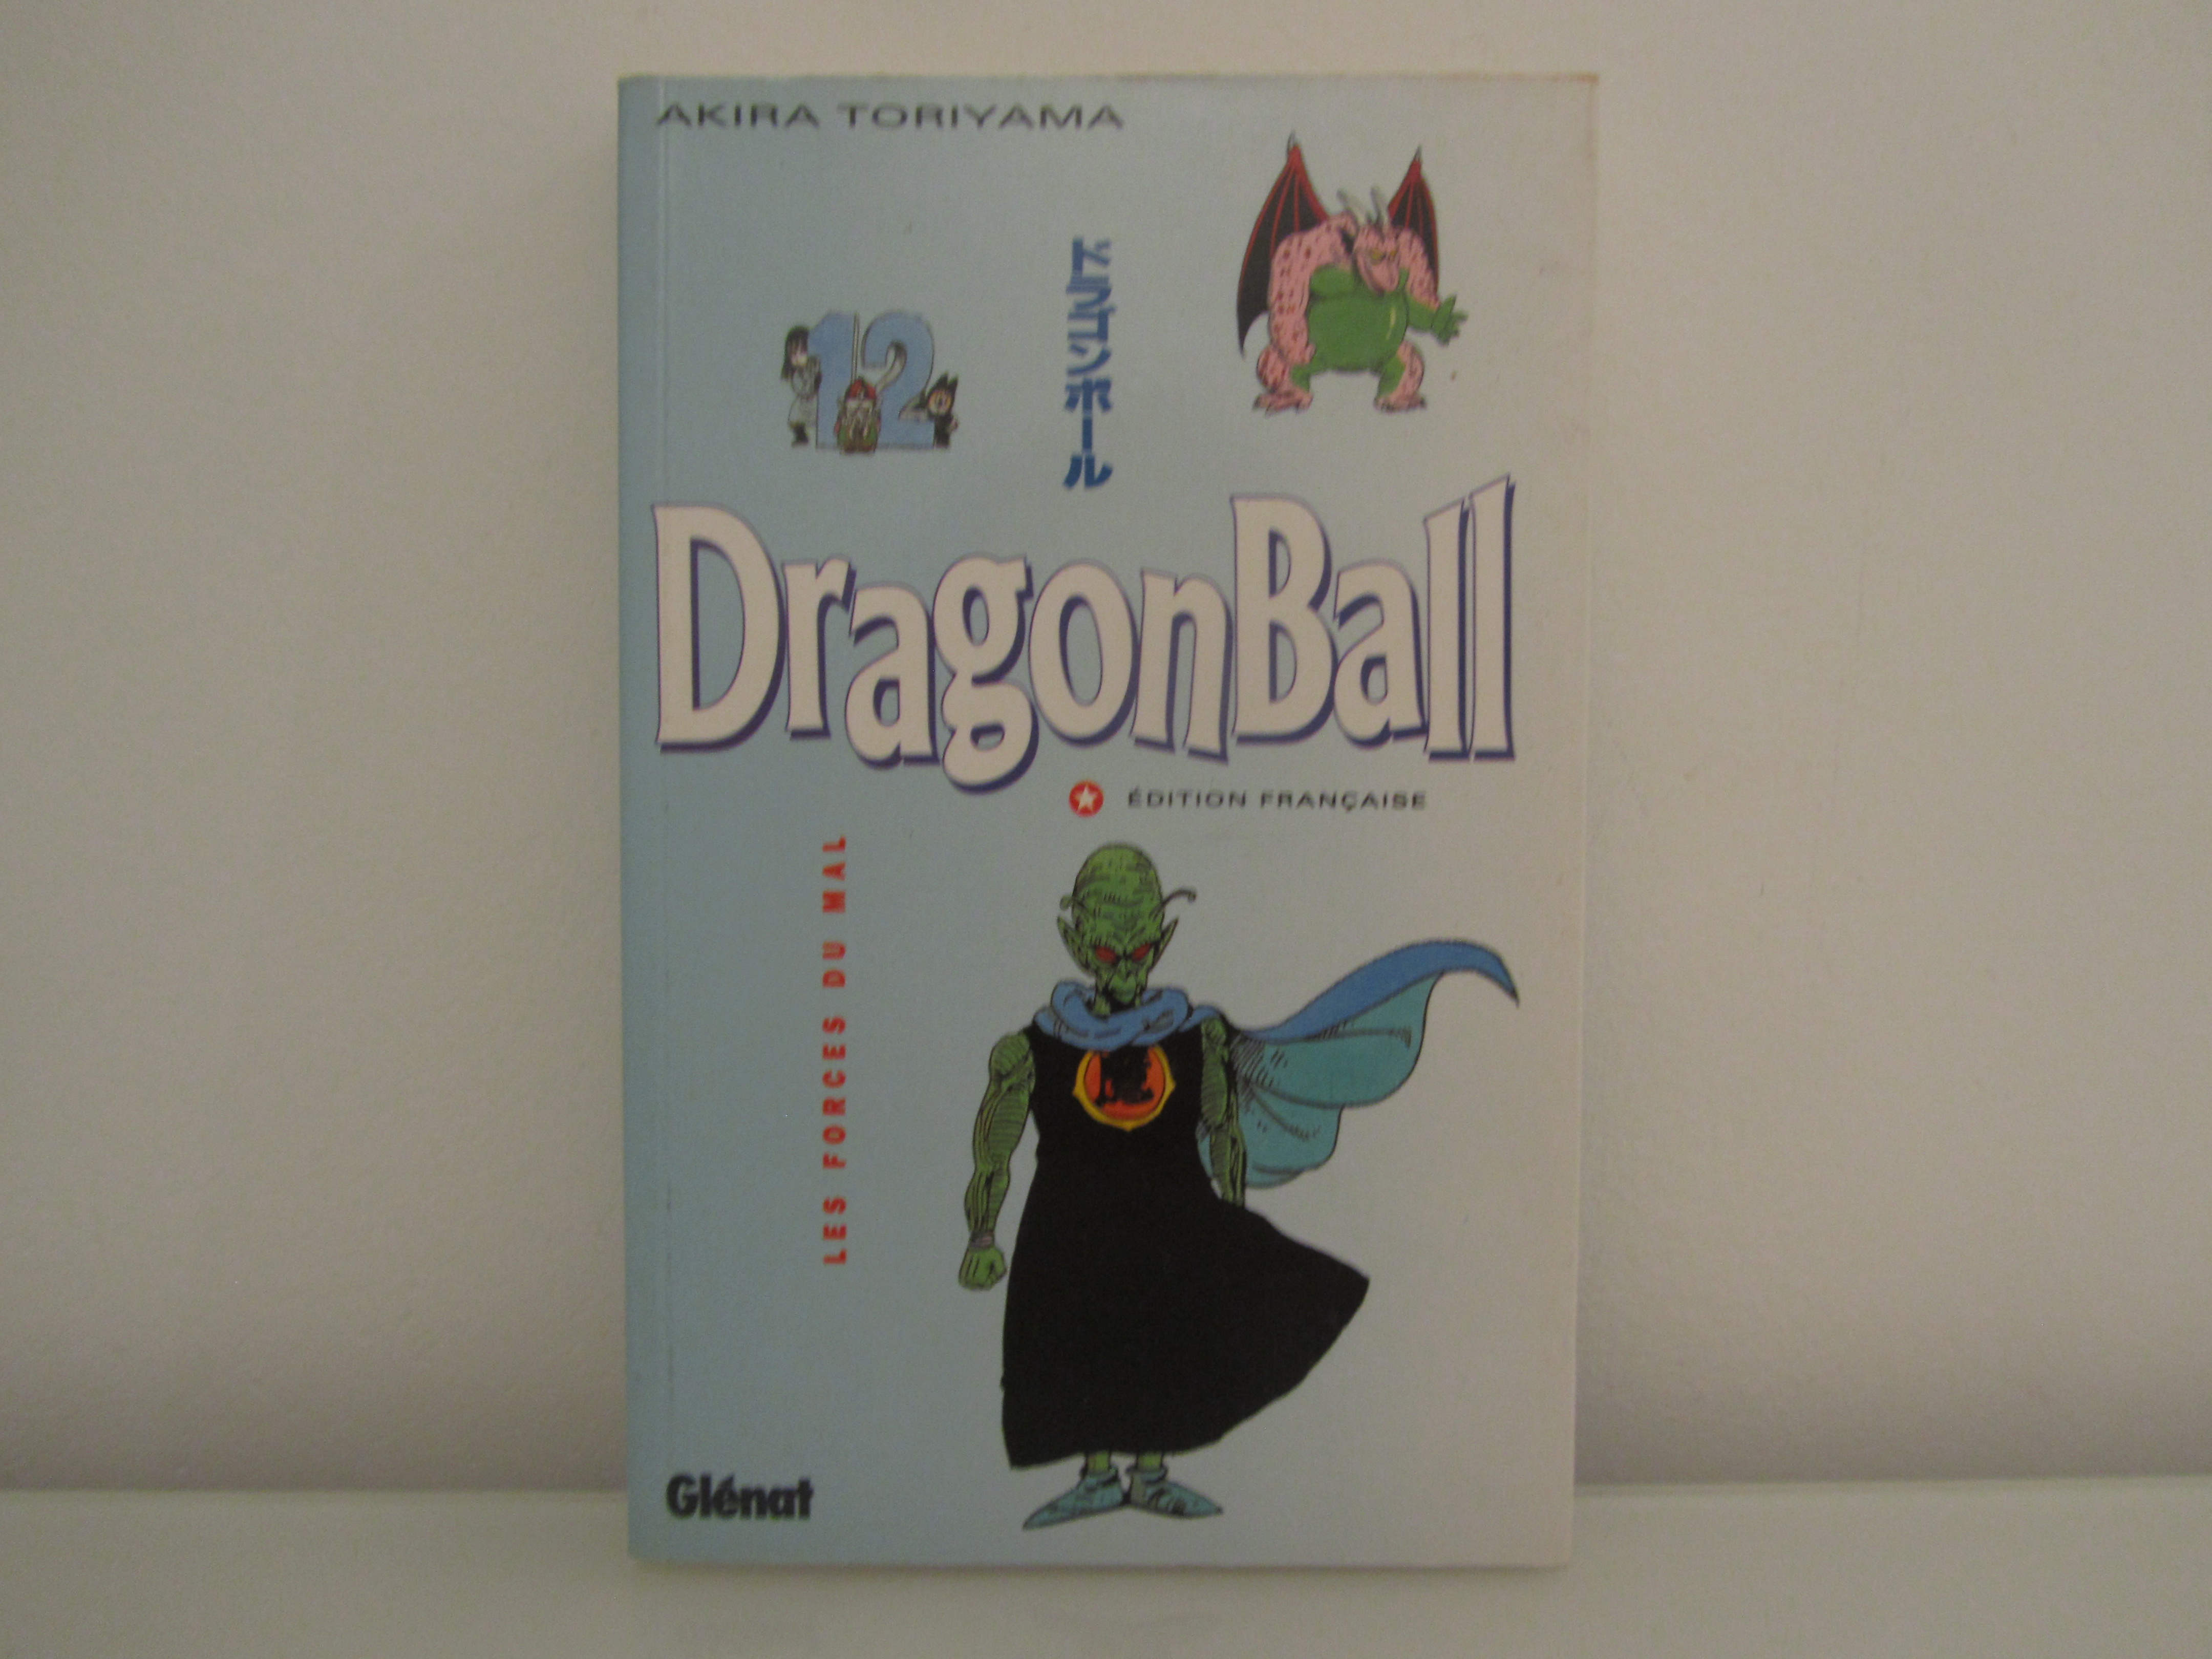 AKIRA TORIYAMA
12
ドラゴンボール
DragonBall
ÉDITION FRANÇAISE
LES FORCES DU MAL
Glénat